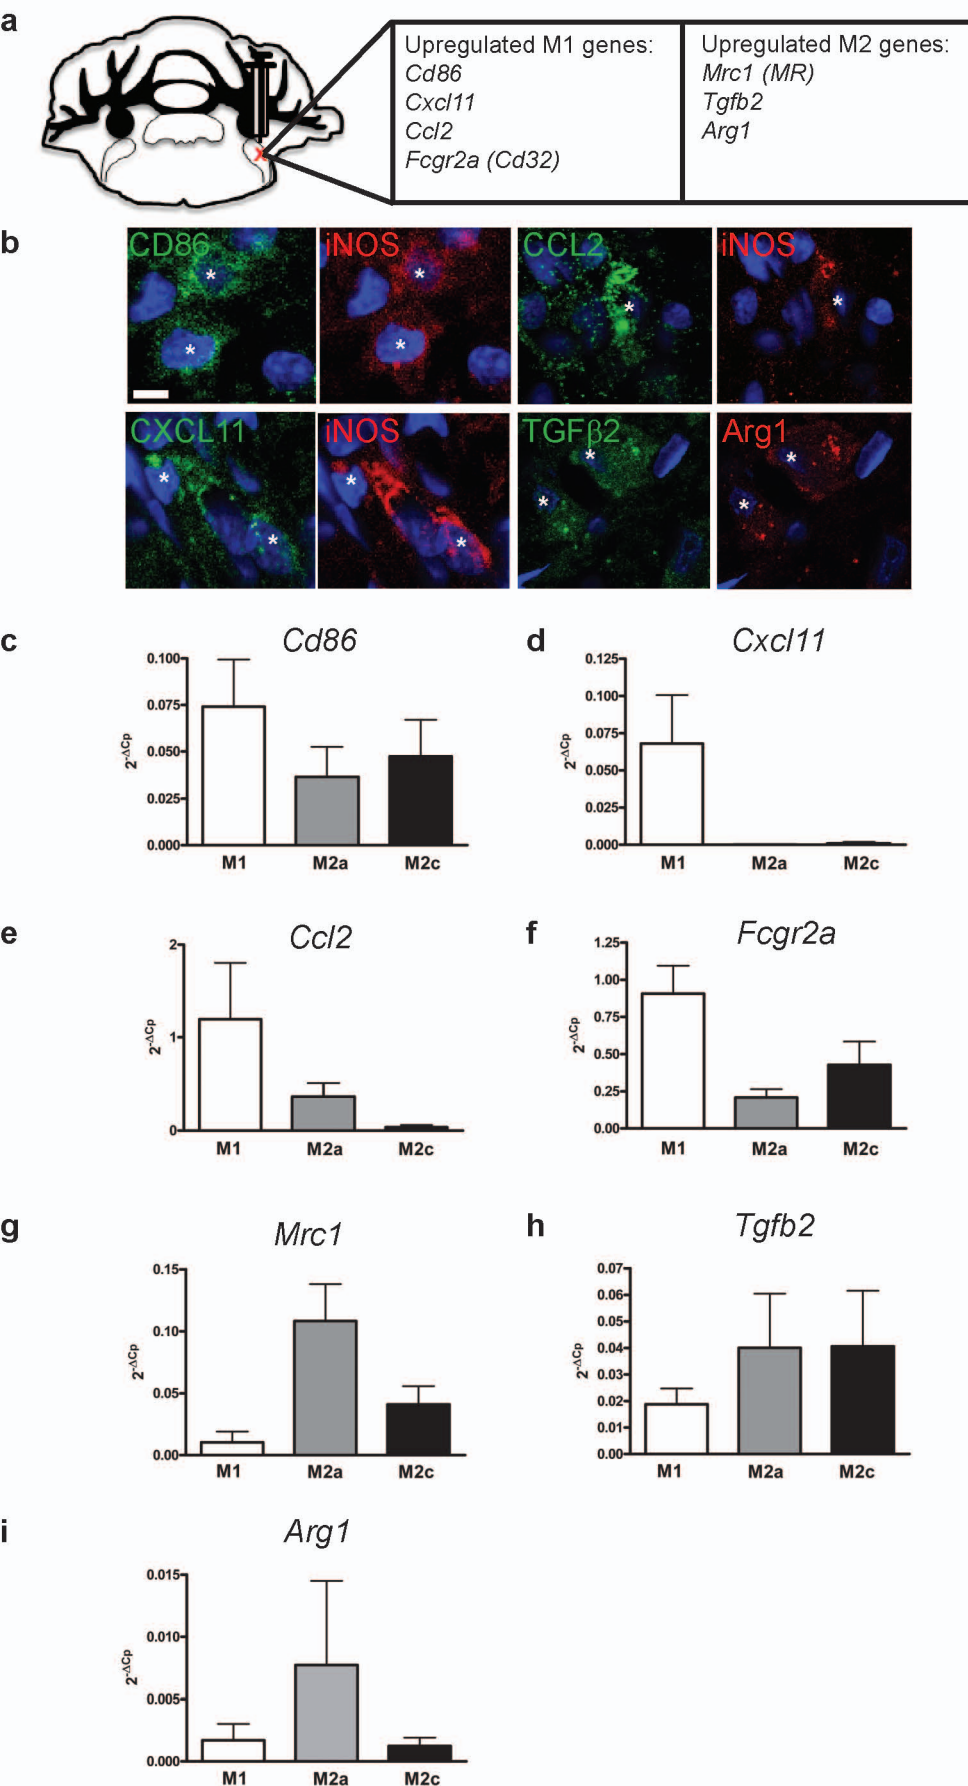 a
Upregulated M1 genes:
Cd86
Cxcl11
Ccl2
Fcgr2a (Cd32)
Upregulated M2 genes:
Mrc1 (MR)
Tgfb2
Arg1
b
CD86
iNOS
CCL2
iNOS
CXCL11
iNOS
TGFβ2
Arg1
c
Cd86
0.100
0.075
0.050
0.025
0.000
2^-ΔCp
M1 M2a M2c
d
Cxcl11
0.125
0.100
0.075
0.050
0.025
0.000
2^-ΔCp
M1 M2a M2c
e
Ccl2
2
1
0
2^-ΔCp
M1 M2a M2c
f
Fcgr2a
1.25
1.00
0.75
0.50
0.25
0.00
2^-ΔCp
M1 M2a M2c
g
Mrc1
0.15
0.10
0.05
0.00
2^-ΔCp
M1 M2a M2c
h
Tgfb2
0.07
0.06
0.05
0.04
0.03
0.02
0.01
0.00
2^-ΔCp
M1 M2a M2c
i
Arg1
0.015
0.010
0.005
0.000
2^-ΔCp
M1 M2a M2c